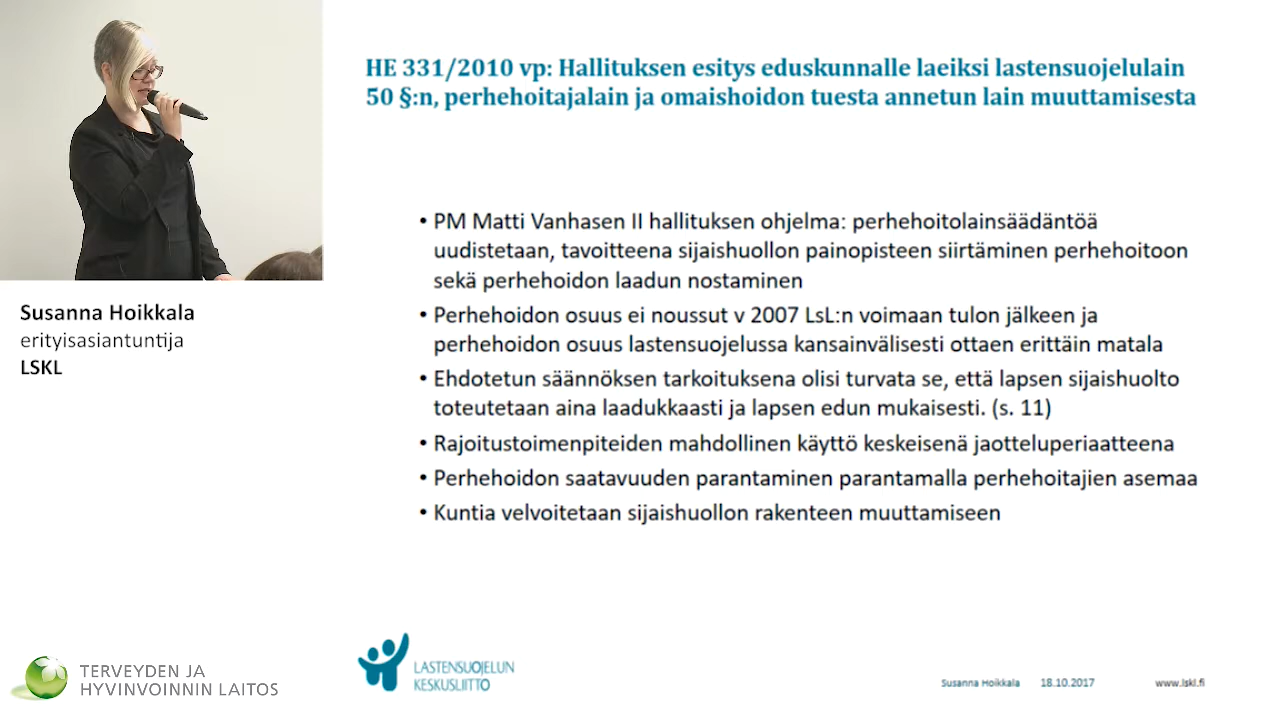 HE 331/2010 vp: Hallituksen esitys eduskunnalle laeiksi lastensuojelulain
50 §:n, perhehoitajalain ja omaishoidon tuesta annetun lain muuttamisesta
• PM Matti Vanhasen II hallituksen ohjelma: perhehoitolainsäädäntöä
uudistetaan, tavoitteena sijaishuollon painopisteen siirtäminen perhehoitoon
sekä perhehoidon laadun nostaminen
• Perhehoidon osuus ei noussut v 2007 LsL:n voimaan tulon jälkeen ja
perhehoidon osuus lastensuojelussa kansainvälisesti ottaen erittäin matala
• Ehdotetun säännöksen tarkoituksena olisi turvata se, että lapsen sijaishuolto
toteutetaan aina laadukkaasti ja lapsen edun mukaisesti. (s. 11)
• Rajoitustoimenpiteiden mahdollinen käyttö keskeisenä jaotteluperiaatteena
• Perhehoidon saatavuuden parantaminen parantamalla perhehoitajien asemaa
• Kuntia velvoitetaan sijaishuollon rakenteen muuttamiseen
Susanna Hoikkala
erityisasiantuntija
LSKL
TERVEYDEN JA
HYVINVOINNIN LAITOS
LASTENSUOJELUN
KESKUSLIITTO
Susanna Hoikkala 18.10.2017 www.lskl.fi